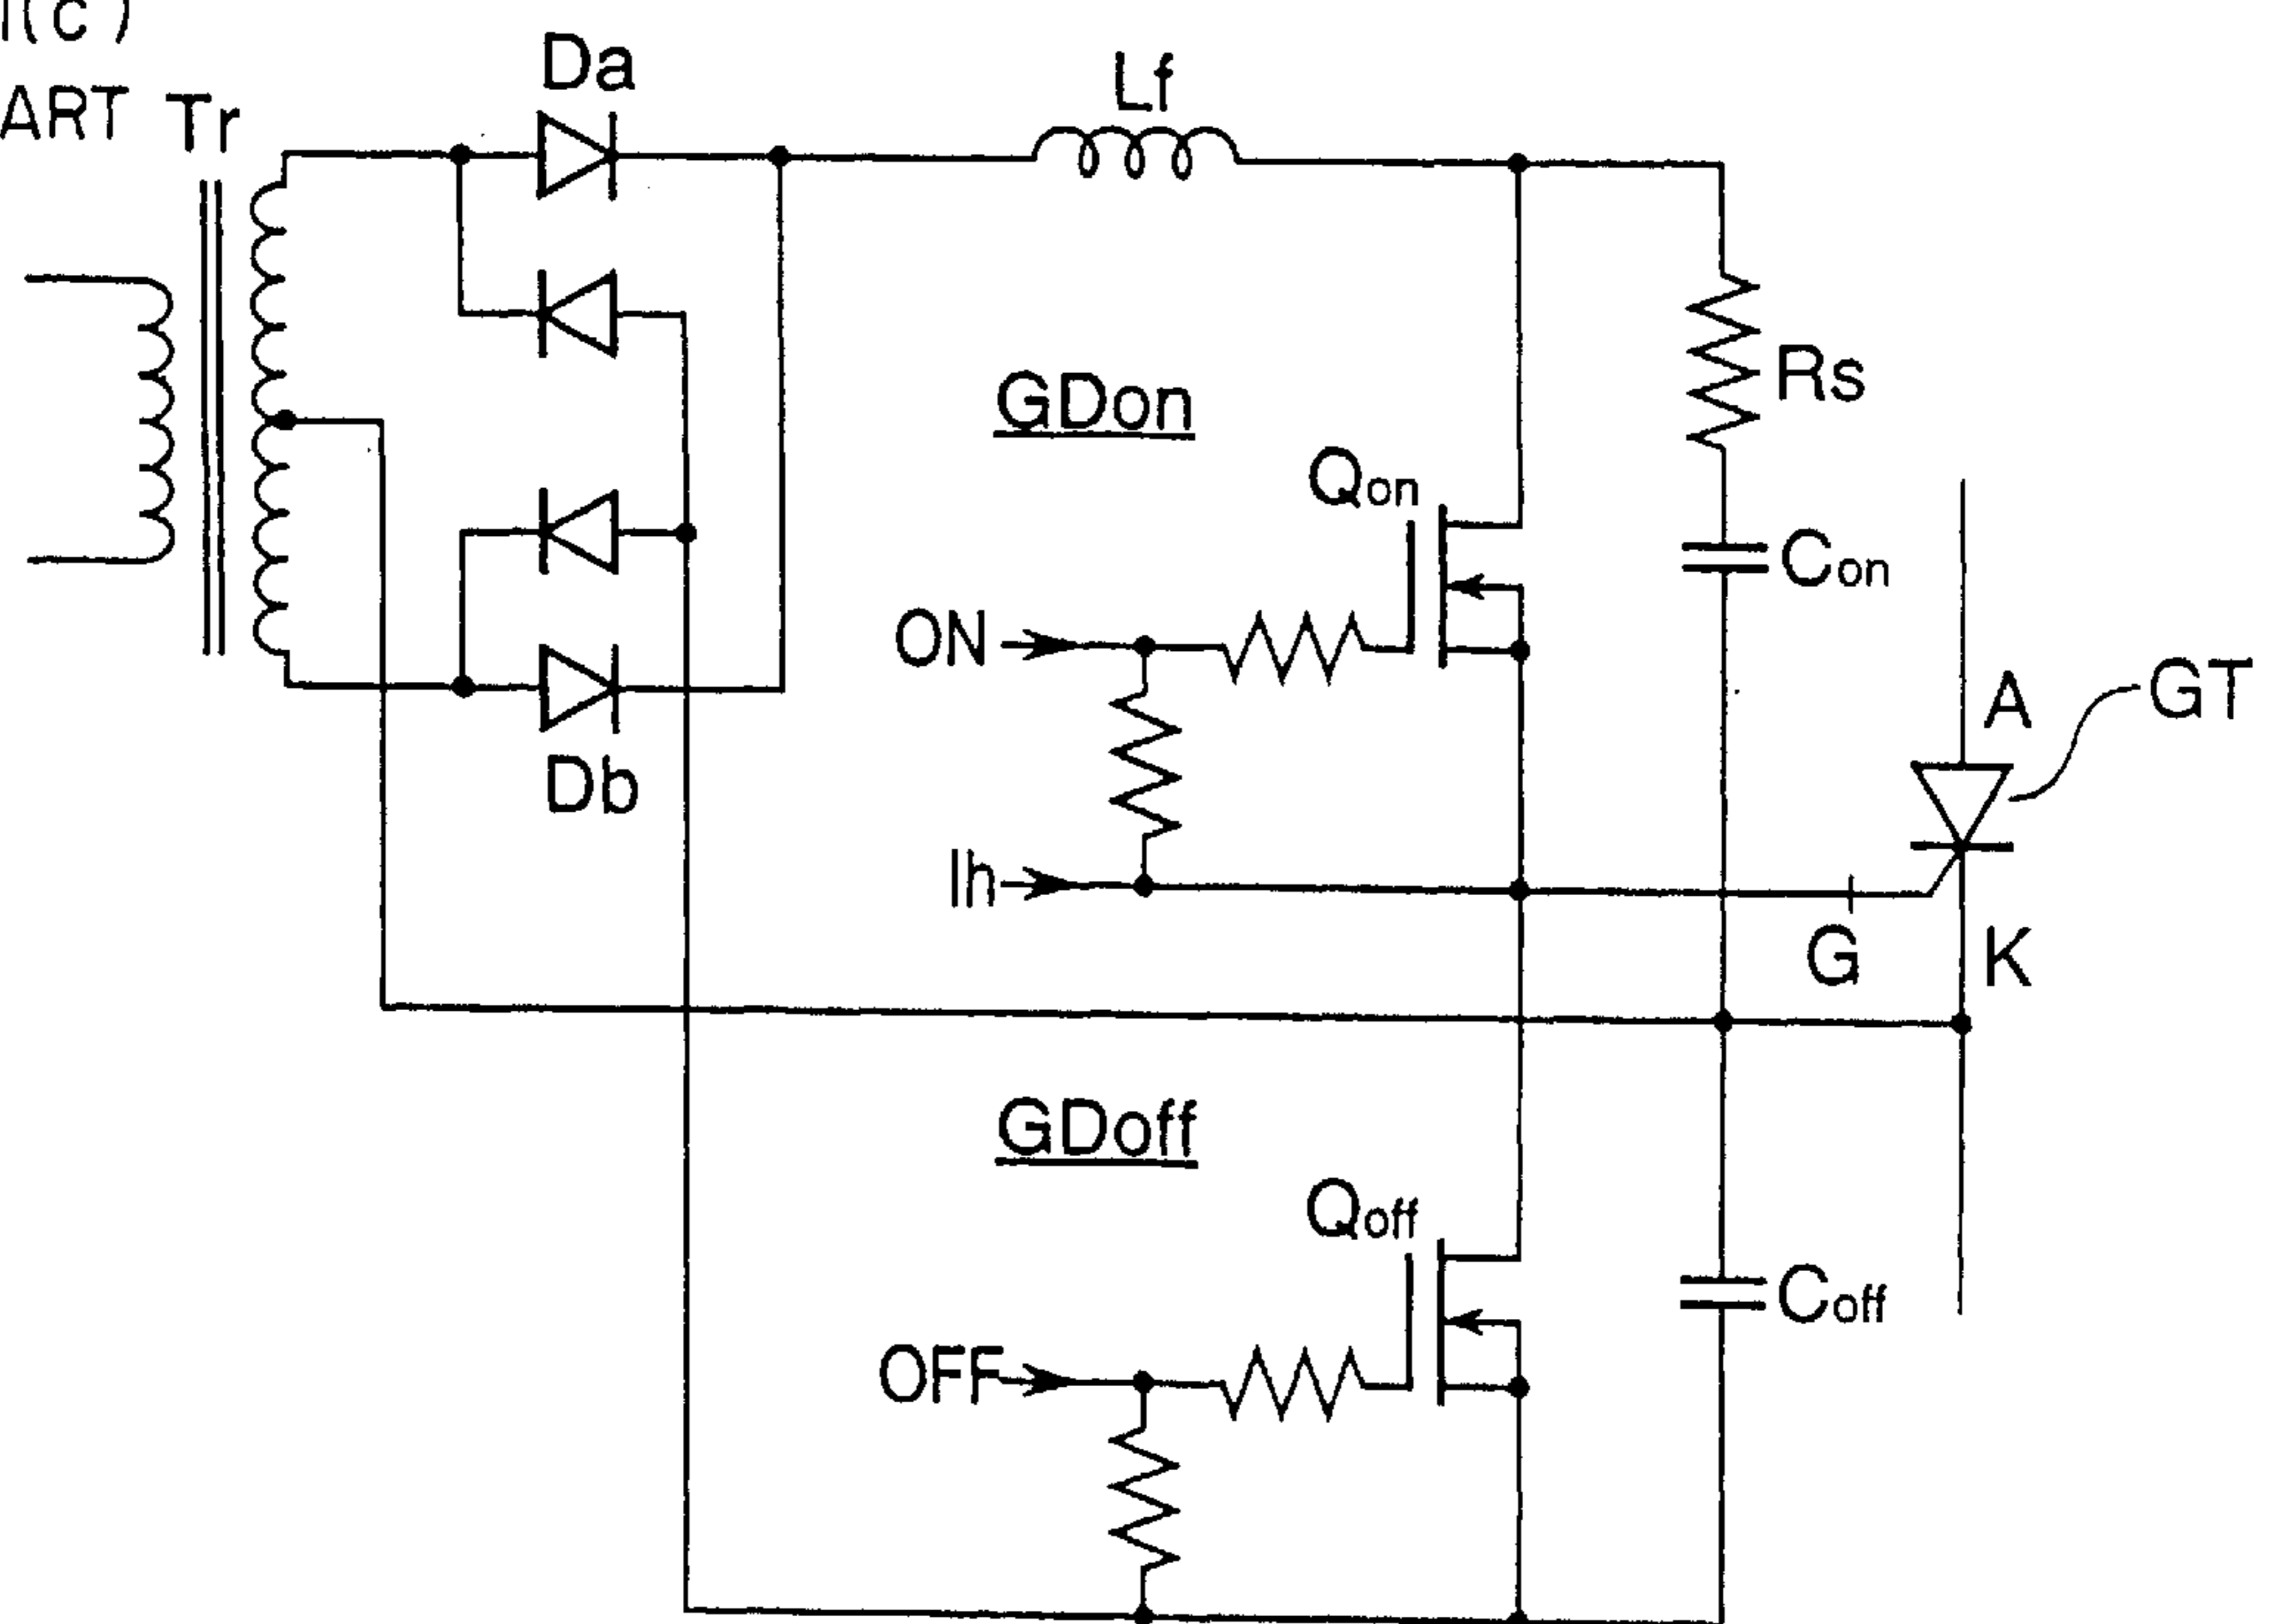 ART Tr
Da
Lf
GDon
Rs
Qon
Con
ON
A
GT
Db
Ih
G
K
GDoff
Qoff
Coff
OFF